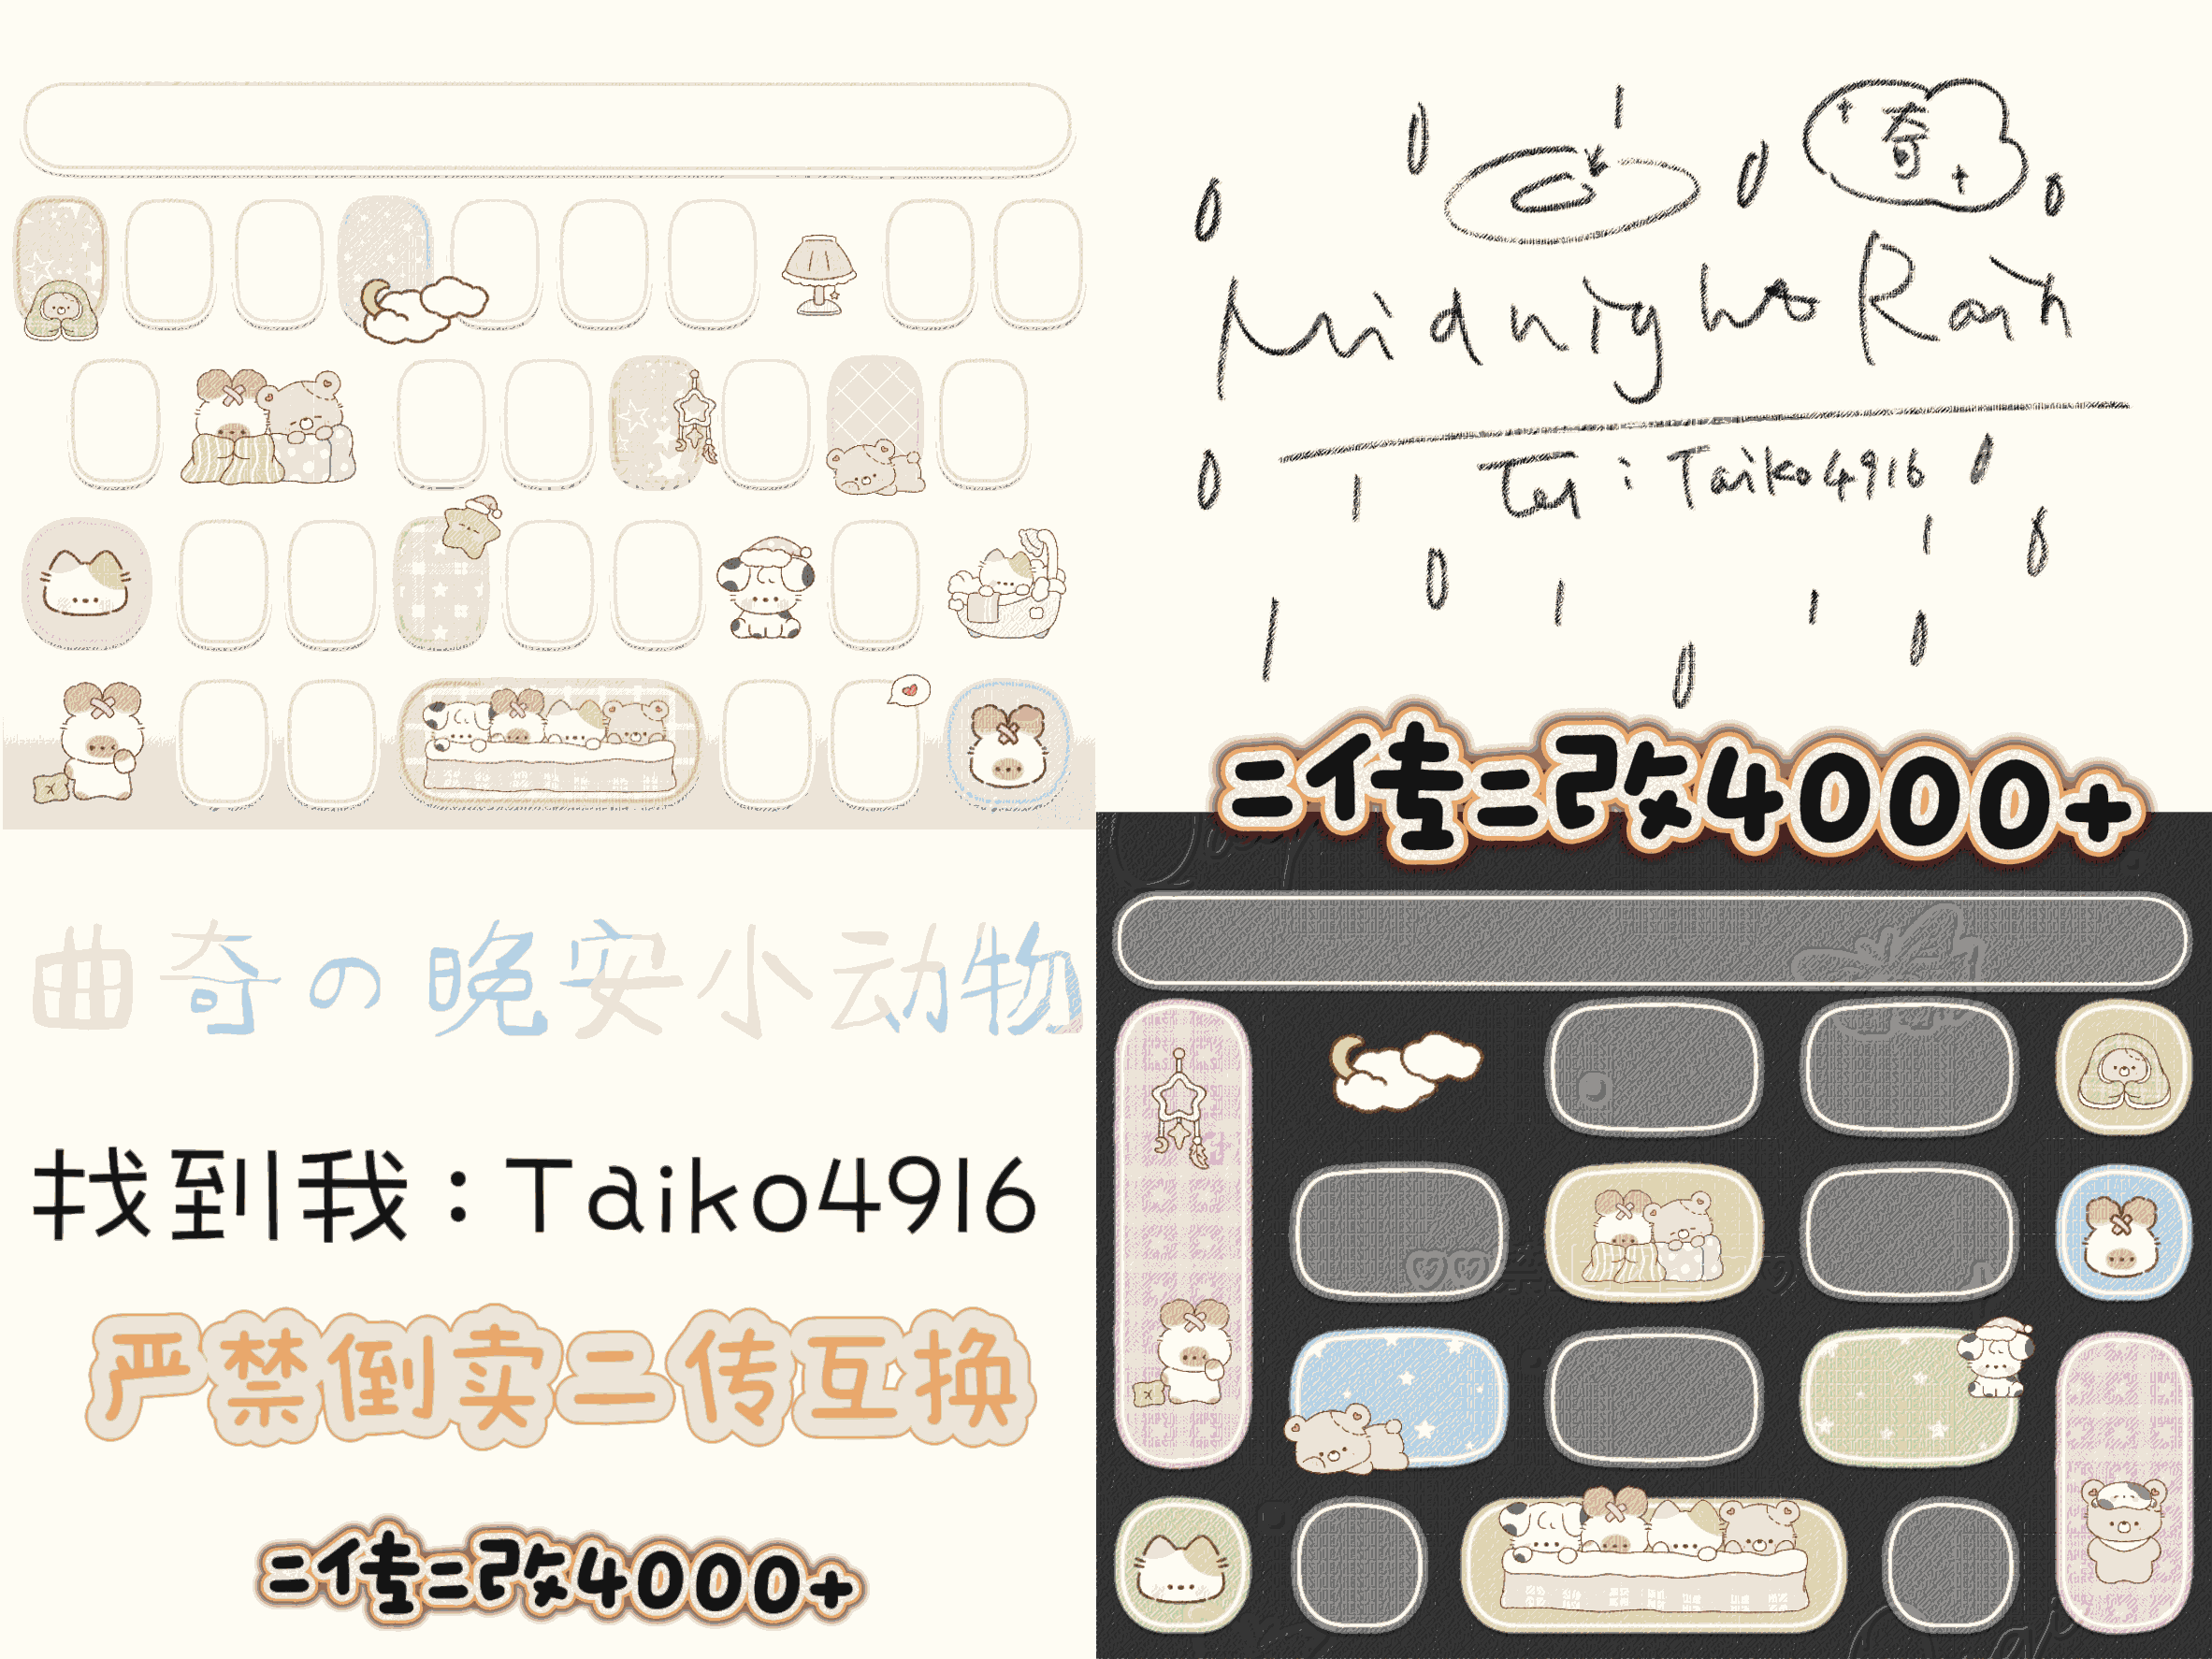 奇
Midnight Rain
Tel : Taiko4916
二传二改4000+
曲奇の晚安小动物
找到我：Taiko4916
严禁倒卖二传互换
二传二改4000+